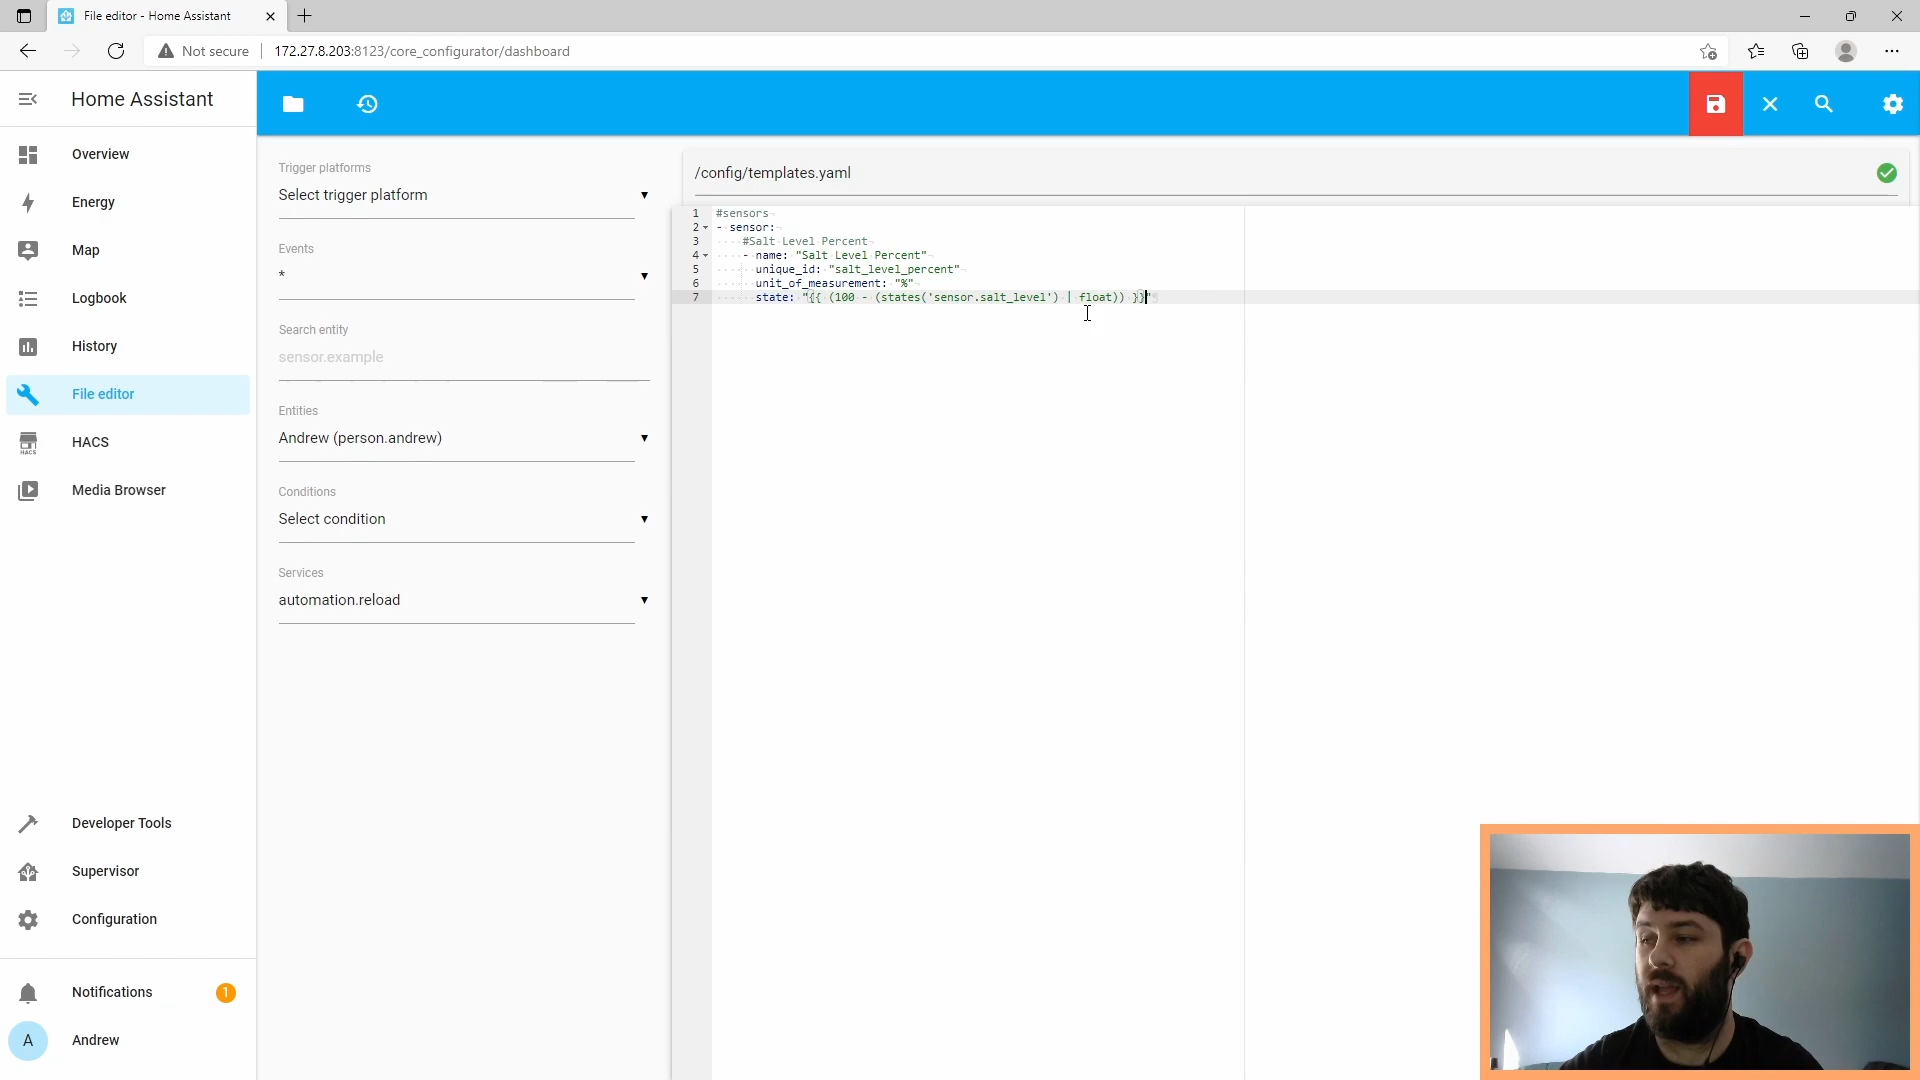 File editor - Home Assistant
Not secure
172.27.8.203:8123/core_configurator/dashboard
Home Assistant
Overview
Energy
Map
Logbook
History
File editor
HACS
HACS
Media Browser
Developer Tools
Supervisor
Configuration
Notifications
1
A
Andrew
Trigger platforms
Select trigger platform
Events
*
Search entity
sensor.example
Entities
Andrew (person.andrew)
Conditions
Select condition
Services
automation.reload
/config/templates.yaml
1 #sensors
2 - sensor:
3 #Salt Level Percent
4 - name: "Salt Level Percent"
5 unique_id: "salt_level_percent"
6 unit_of_measurement: "%"
7 state: "{{ (100 - (states('sensor.salt_level') | float)) }}"